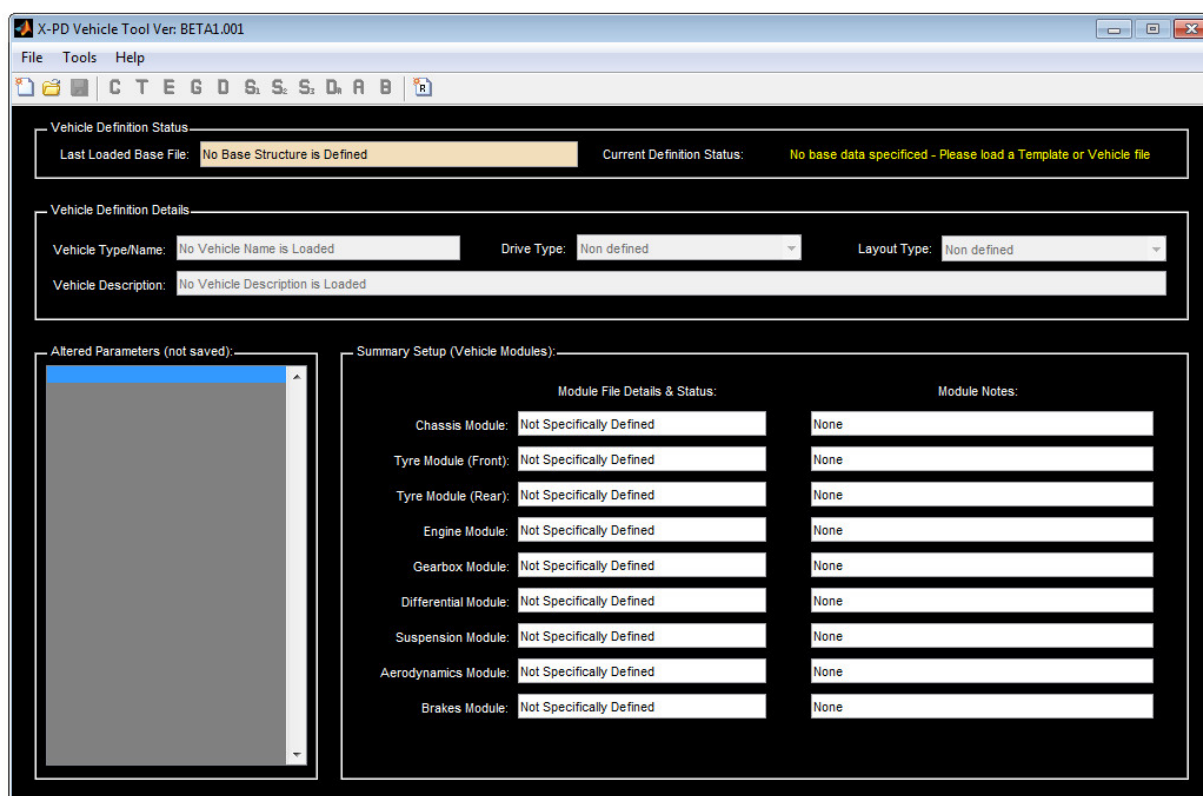 X-PD Vehicle Tool Ver: BETA1.001
File Tools Help
C T E G D S1 S2 S3 DR A B R
Vehicle Definition Status
Last Loaded Base File: No Base Structure is Defined Current Definition Status: No base data specificed - Please load a Template or Vehicle file
Vehicle Definition Details
Vehicle Type/Name: No Vehicle Name is Loaded Drive Type: Non defined Layout Type: Non defined
Vehicle Description: No Vehicle Description is Loaded
Altered Parameters (not saved):
Summary Setup (Vehicle Modules):
Module File Details & Status: Module Notes:
Chassis Module: Not Specifically Defined None
Tyre Module (Front): Not Specifically Defined None
Tyre Module (Rear): Not Specifically Defined None
Engine Module: Not Specifically Defined None
Gearbox Module: Not Specifically Defined None
Differential Module: Not Specifically Defined None
Suspension Module: Not Specifically Defined None
Aerodynamics Module: Not Specifically Defined None
Brakes Module: Not Specifically Defined None